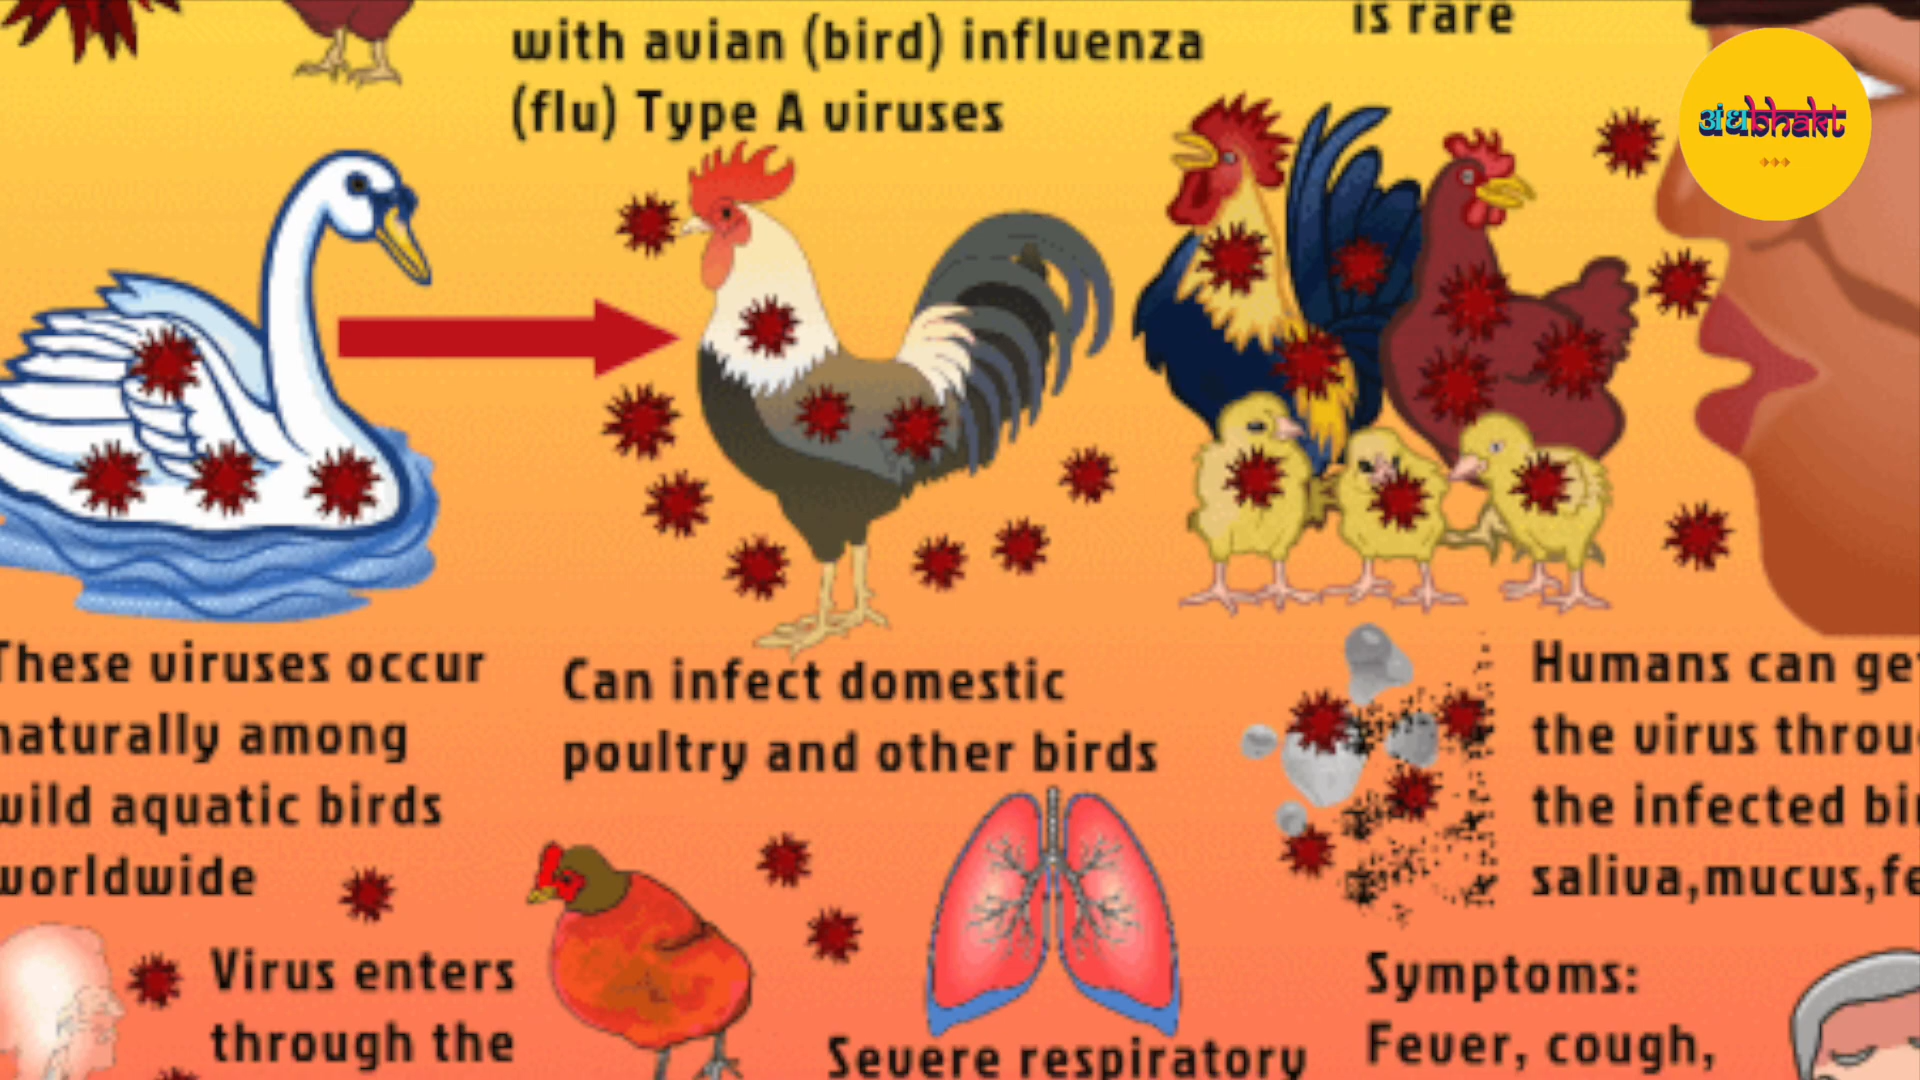 is rare
with avian (bird) influenza
(flu) Type A viruses
अंधbhakt
These viruses occur
naturally among
wild aquatic birds
worldwide
Can infect domestic
poultry and other birds
Humans can get
the virus throu
the infected bi
saliva,mucus,fe
Virus enters
through the
Severe respiratory
Symptoms:
Fever, cough,